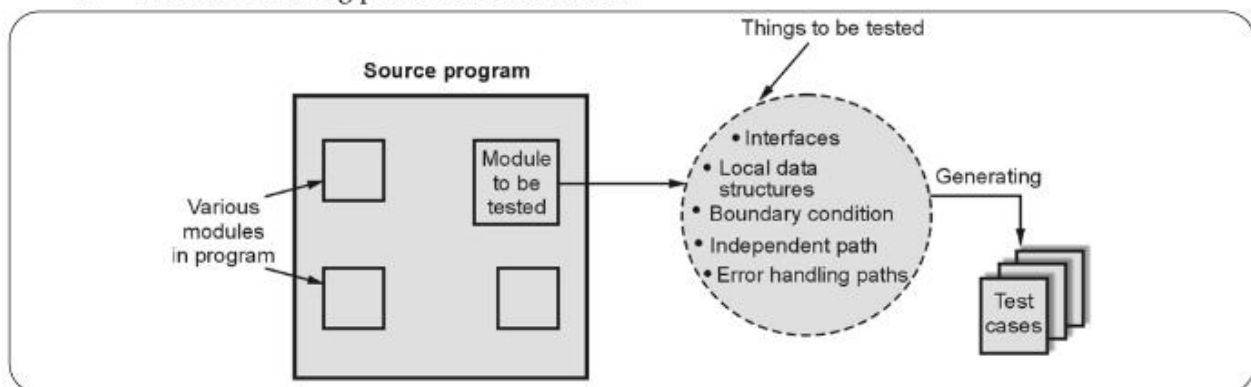 Things to be tested
Source program
Module
to be
tested
Various
modules
in program
• Interfaces
• Local data
structures
• Boundary condition
• Independent path
• Error handling paths
Generating
Test
cases